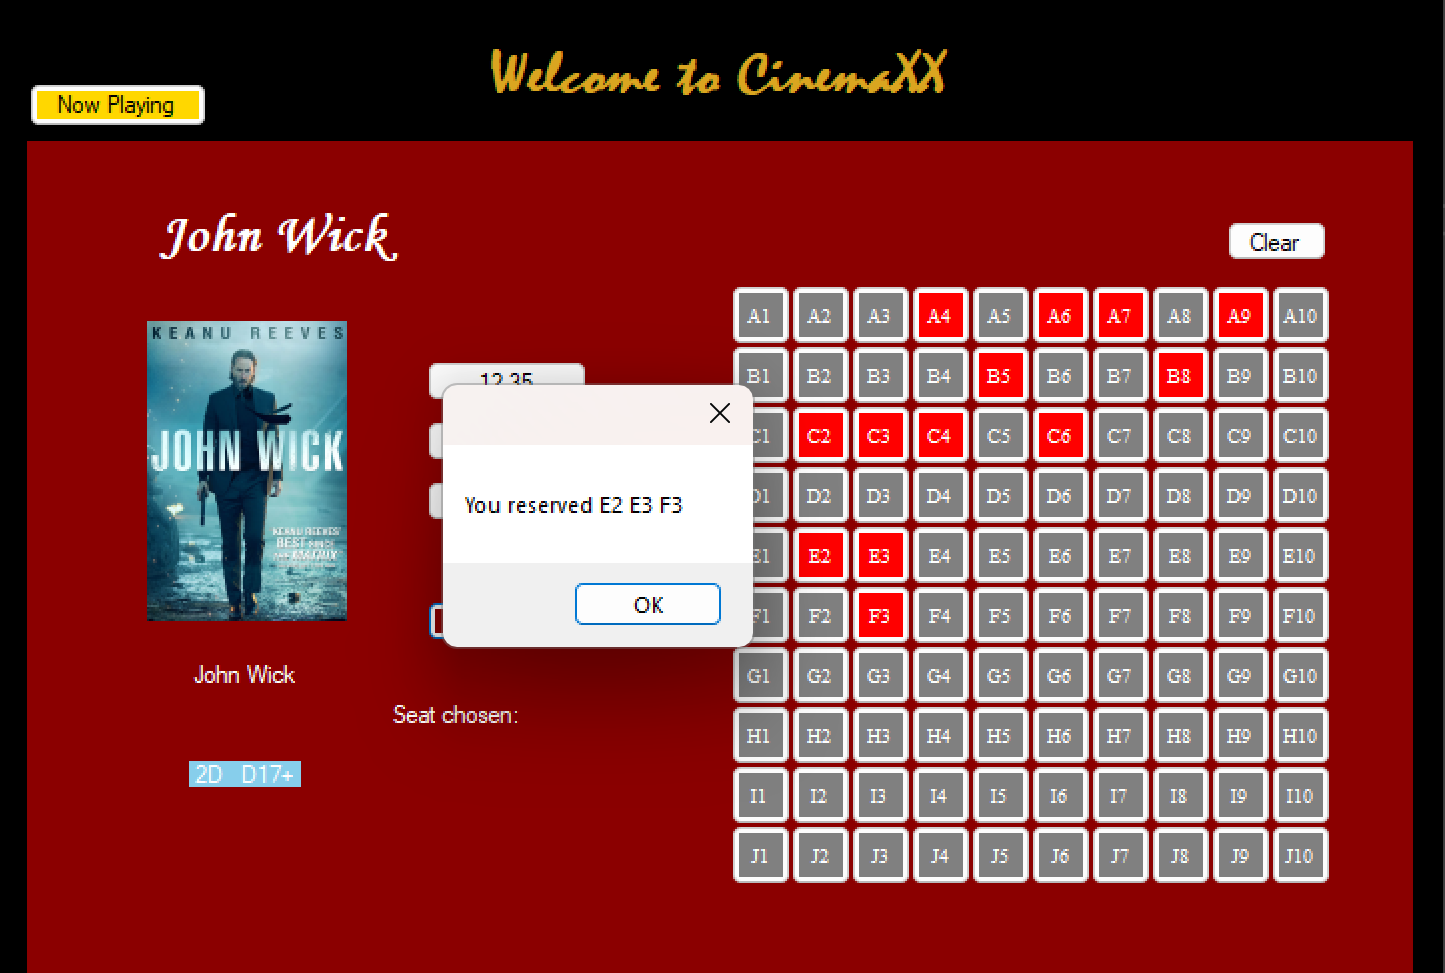 Welcome to CinemaXX
Now Playing
John Wick
Clear
KEANU REEVES
JOHN WICK
KEANU REEVES'
BEST
12.35
You reserved E2 E3 F3
OK
John Wick
Seat chosen:
2D D17+
A1 A2 A3 A4 A5 A6 A7 A8 A9 A10
B1 B2 B3 B4 B5 B6 B7 B8 B9 B10
C1 C2 C3 C4 C5 C6 C7 C8 C9 C10
D1 D2 D3 D4 D5 D6 D7 D8 D9 D10
E1 E2 E3 E4 E5 E6 E7 E8 E9 E10
F1 F2 F3 F4 F5 F6 F7 F8 F9 F10
G1 G2 G3 G4 G5 G6 G7 G8 G9 G10
H1 H2 H3 H4 H5 H6 H7 H8 H9 H10
I1 I2 I3 I4 I5 I6 I7 I8 I9 I10
J1 J2 J3 J4 J5 J6 J7 J8 J9 J10